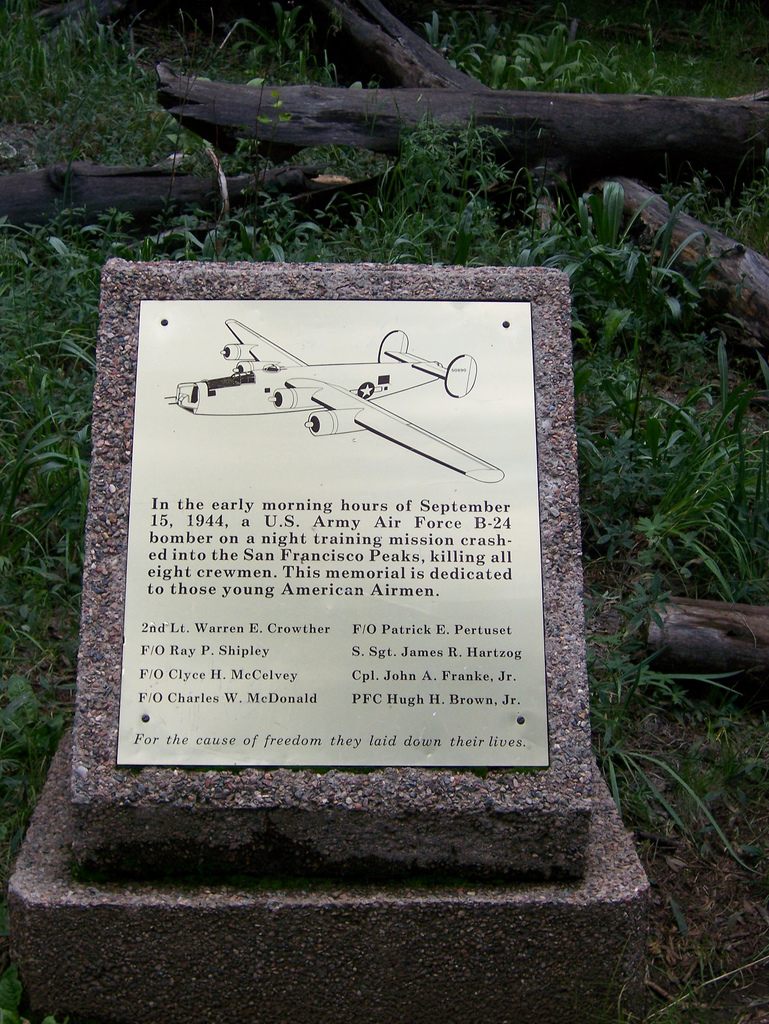 In the early morning hours of September
15, 1944, a U.S. Army Air Force B-24
bomber on a night training mission crash-
ed into the San Francisco Peaks, killing all
eight crewmen. This memorial is dedicated
to those young American Airmen.
2nd Lt. Warren E. Crowther
F/O Ray P. Shipley
F/O Clyce H. McCelvey
F/O Charles W. McDonald
F/O Patrick E. Pertuset
S. Sgt. James R. Hartzog
Cpl. John A. Franke, Jr.
PFC Hugh H. Brown, Jr.
For the cause of freedom they laid down their lives.